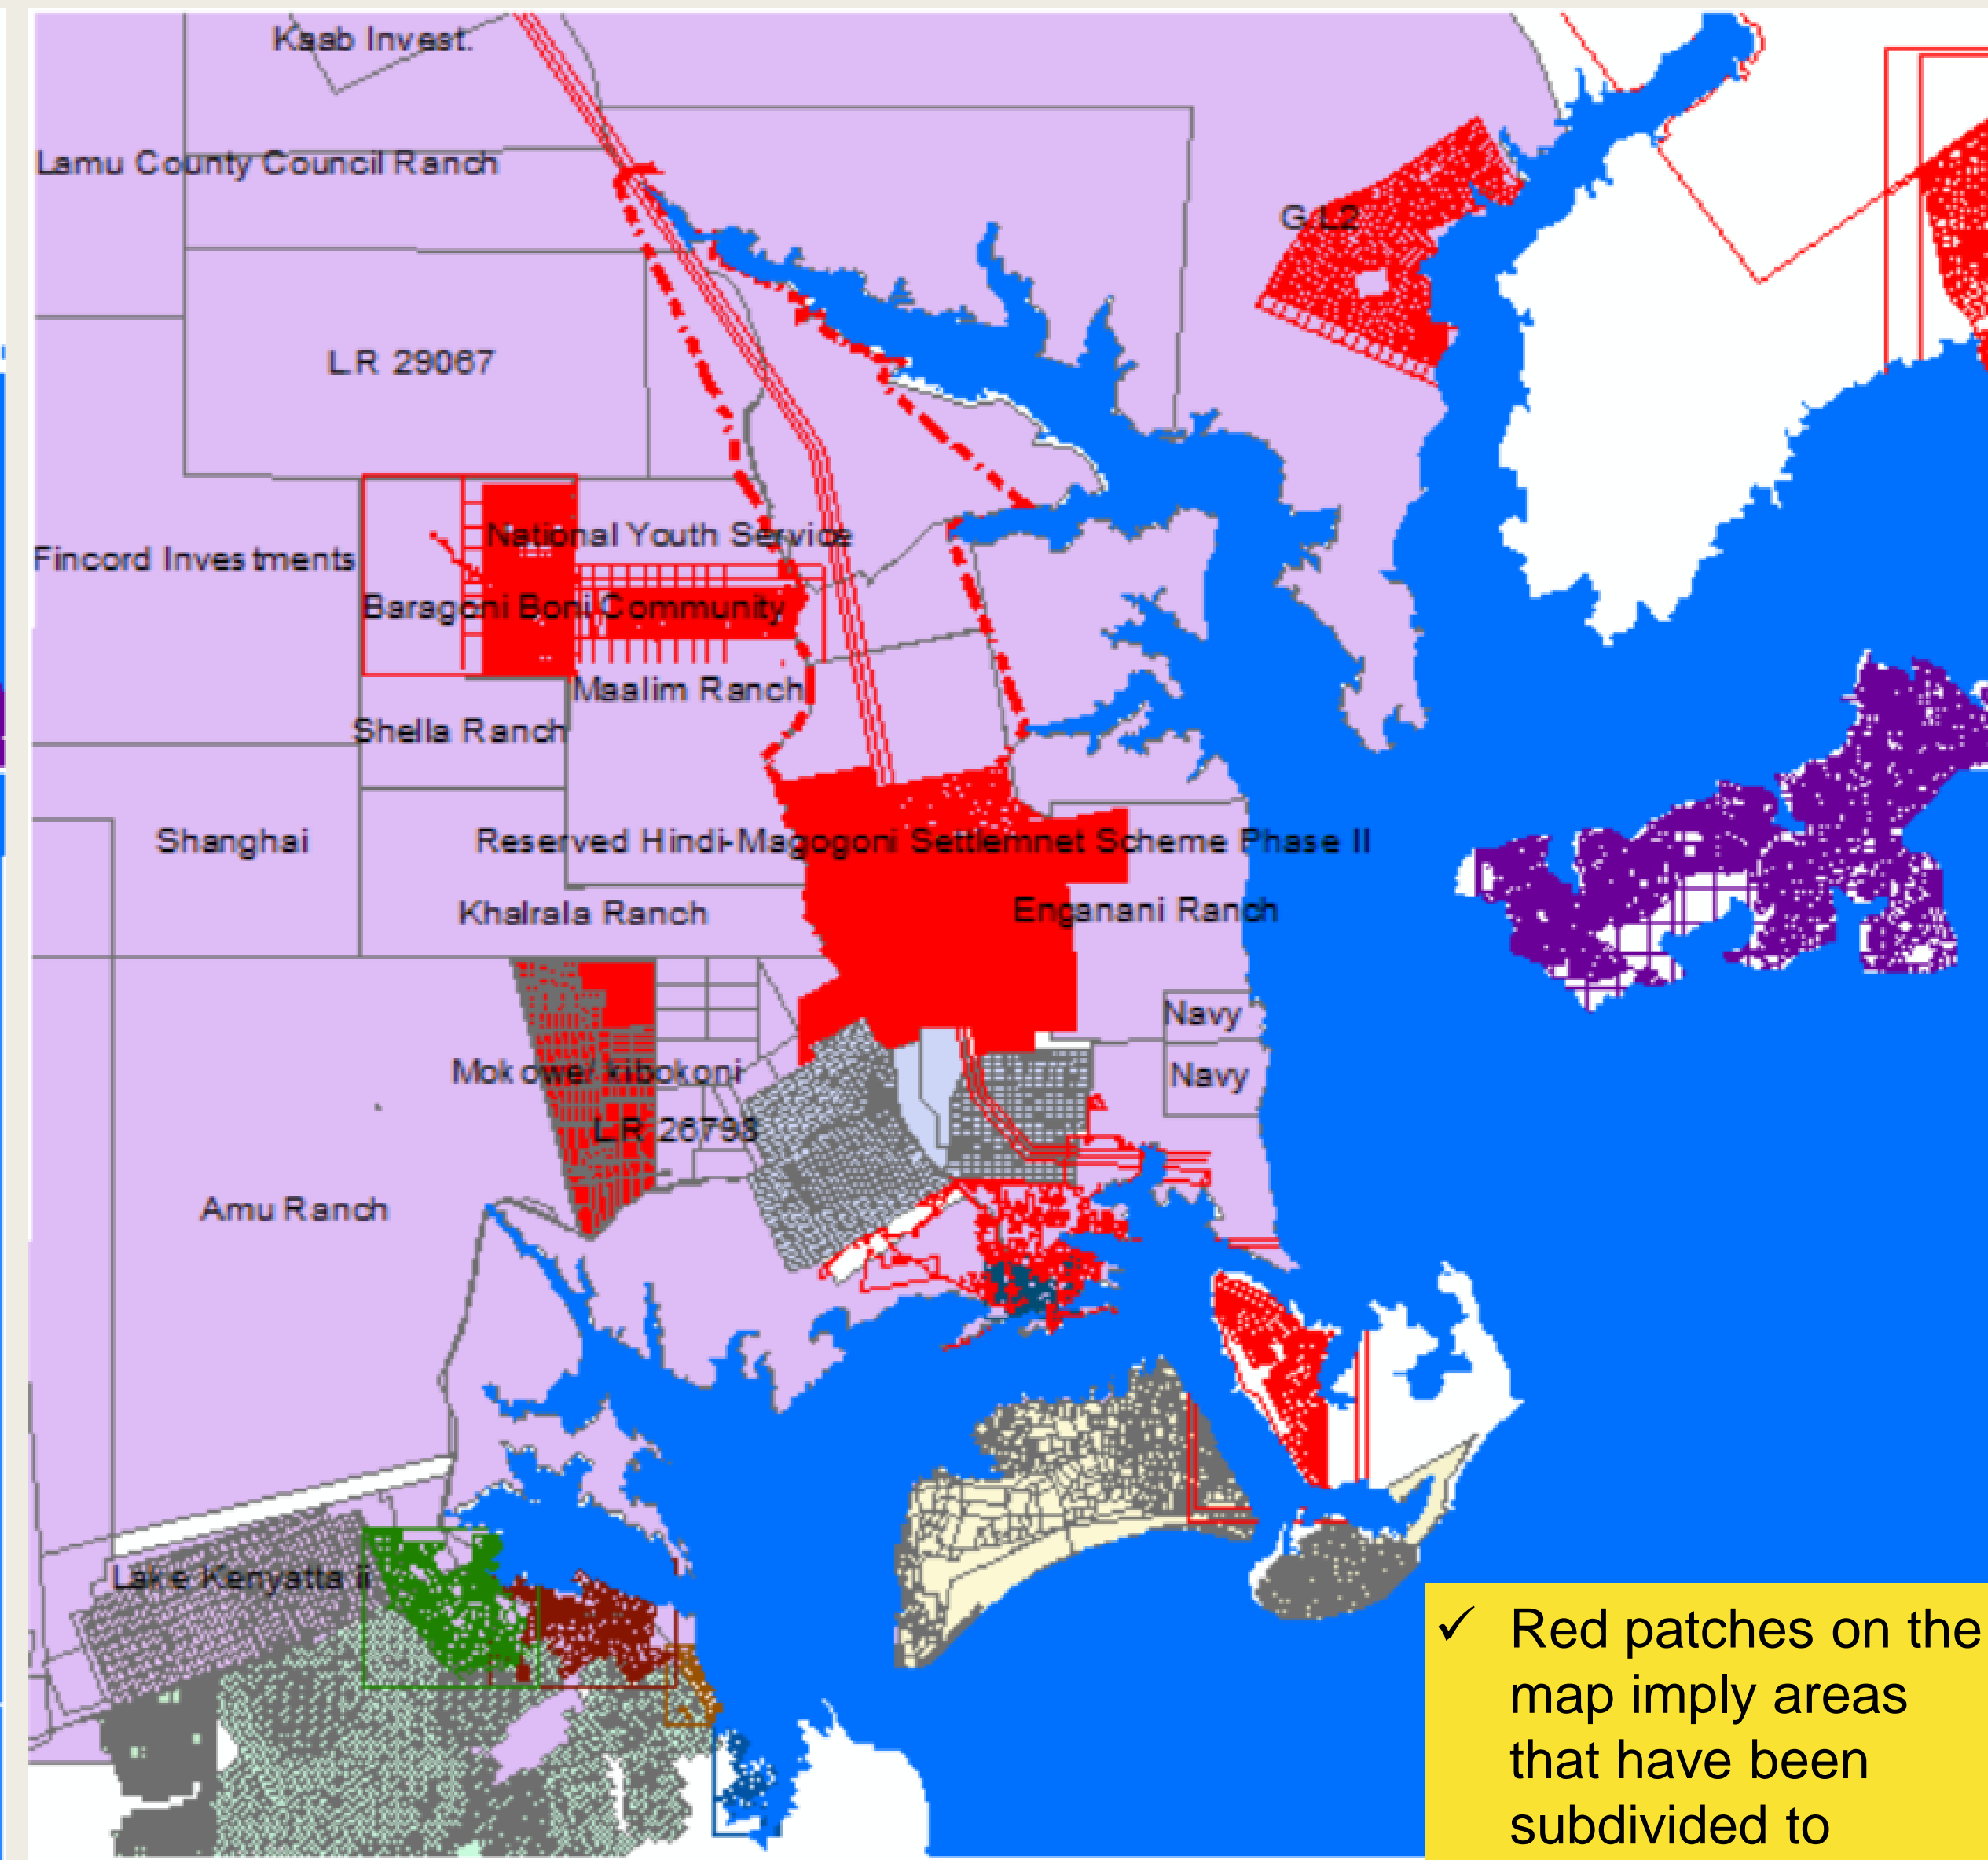 Kaab Invest.
Lamu County Council Ranch
G L2
L.R 29067
National Youth Service
Fincord Investments
Baragoni Boni Community
Maalim Ranch
Shella Ranch
Shanghai
Reserved Hindi-Magogoni Settlemnet Scheme Phase II
Khalrala Ranch
Enganani Ranch
Navy
Mokowe/ kibokoni
Navy
L.R 26793
Amu Ranch
Lake Kenyatta ii
✓ Red patches on the
map imply areas
that have been
subdivided to